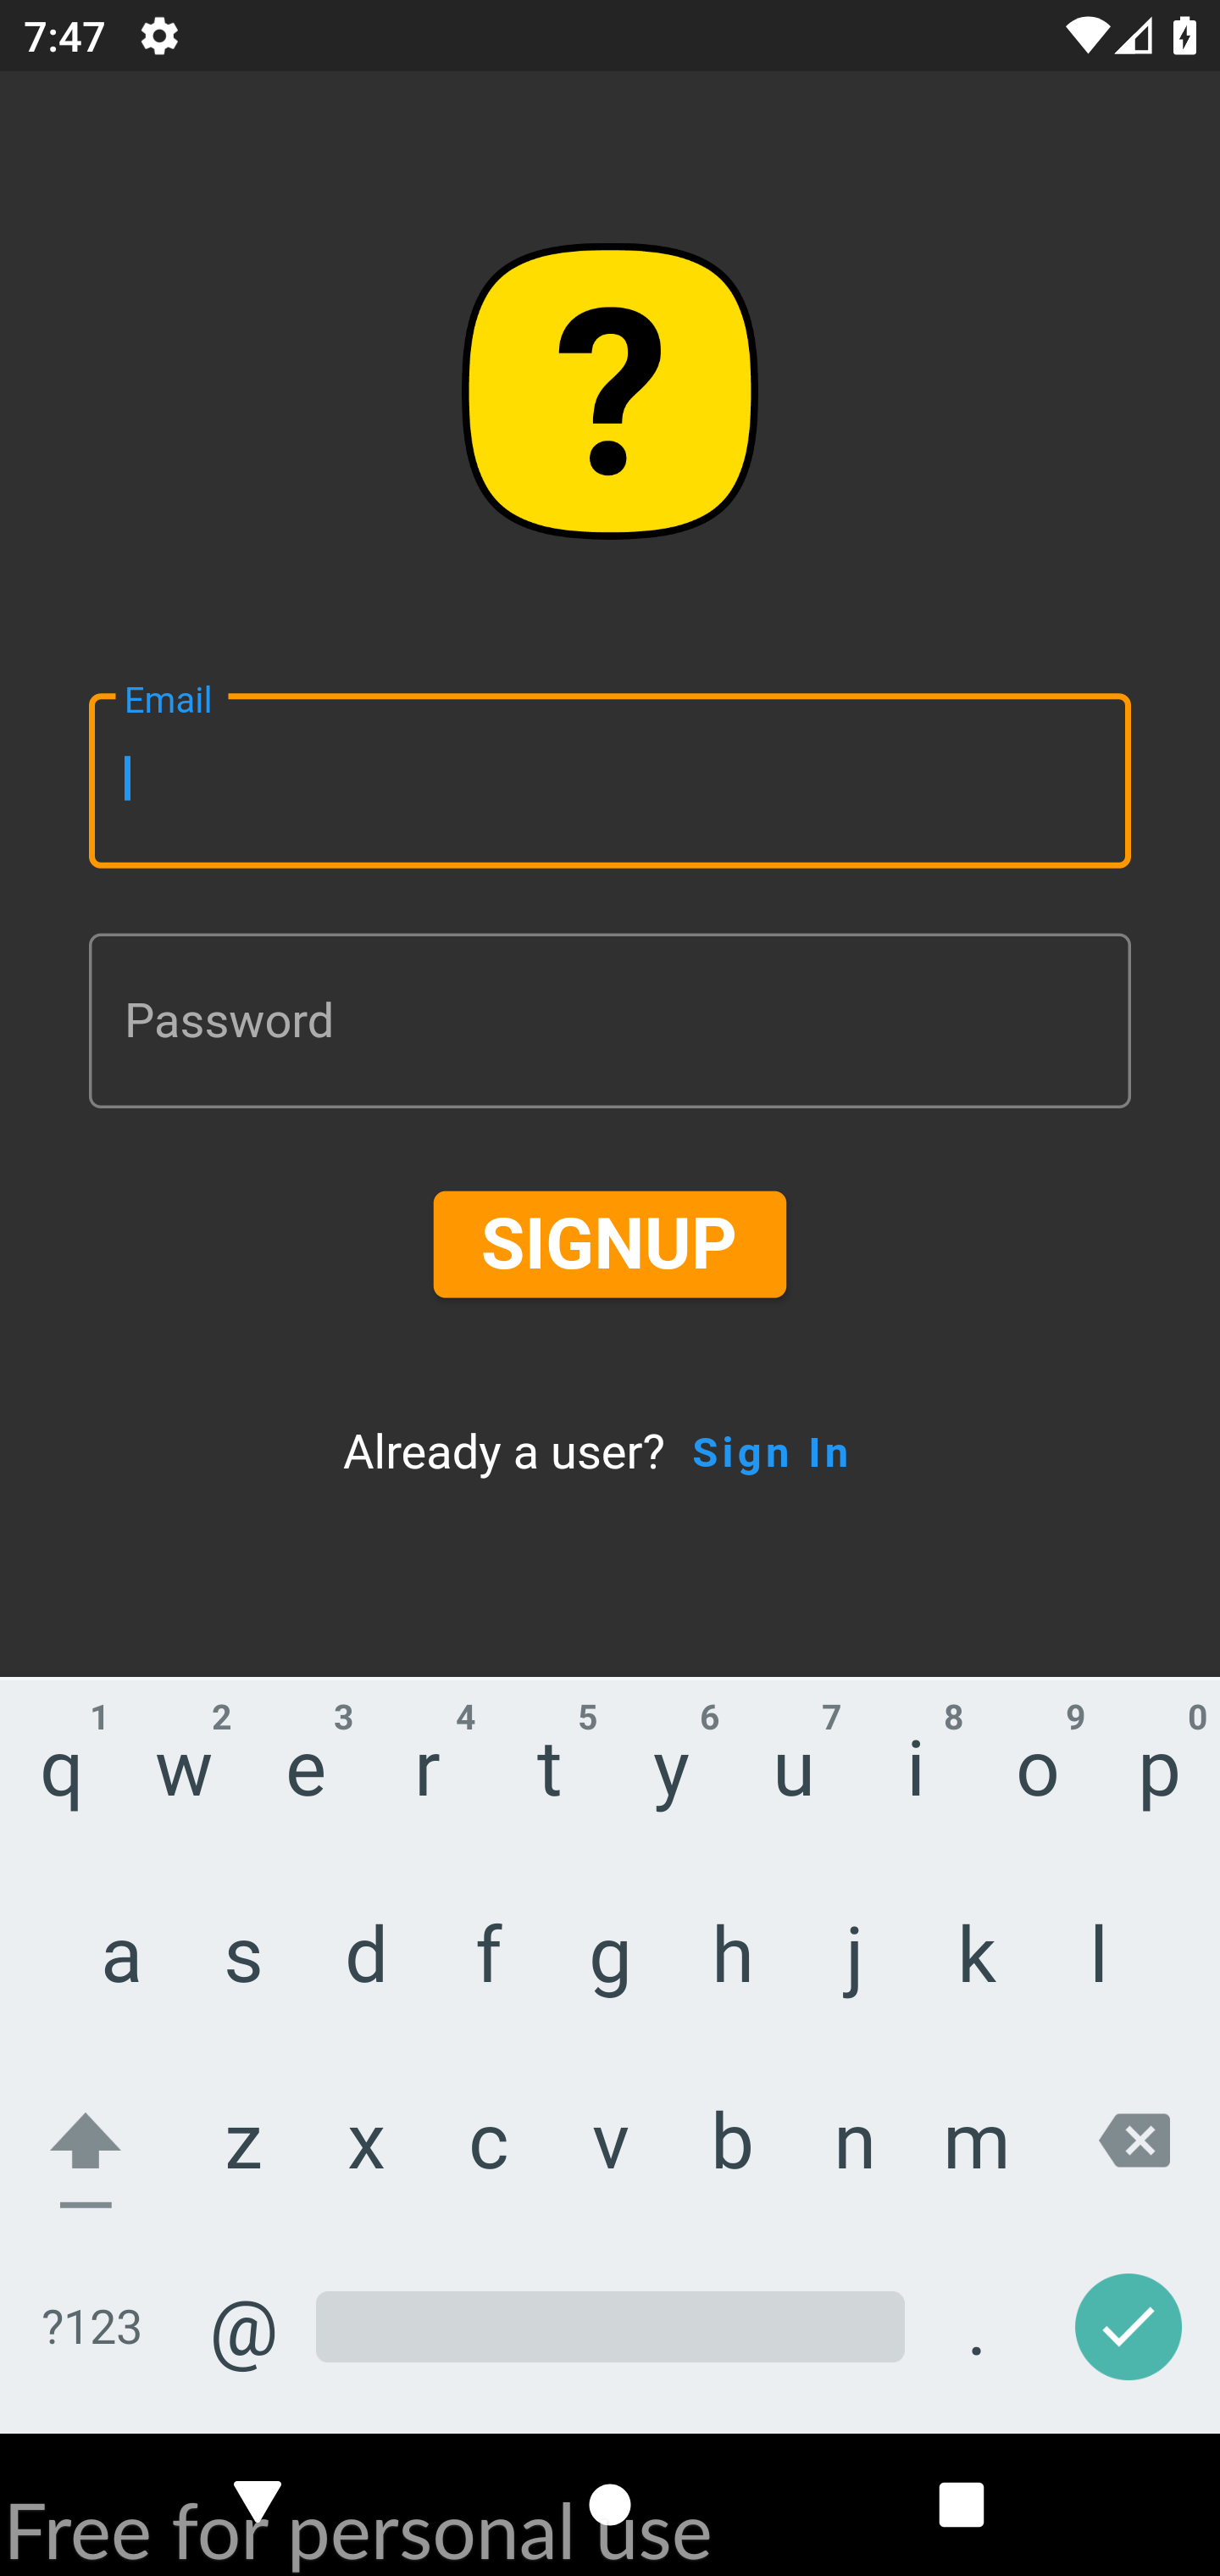 7:47
?
Email
Password
SIGNUP
Already a user? Sign In
1 2 3 4 5 6 7 8 9 0
q w e r t y u i o p
a s d f g h j k l
z x c v b n m
?123 @ .
Free for personal use